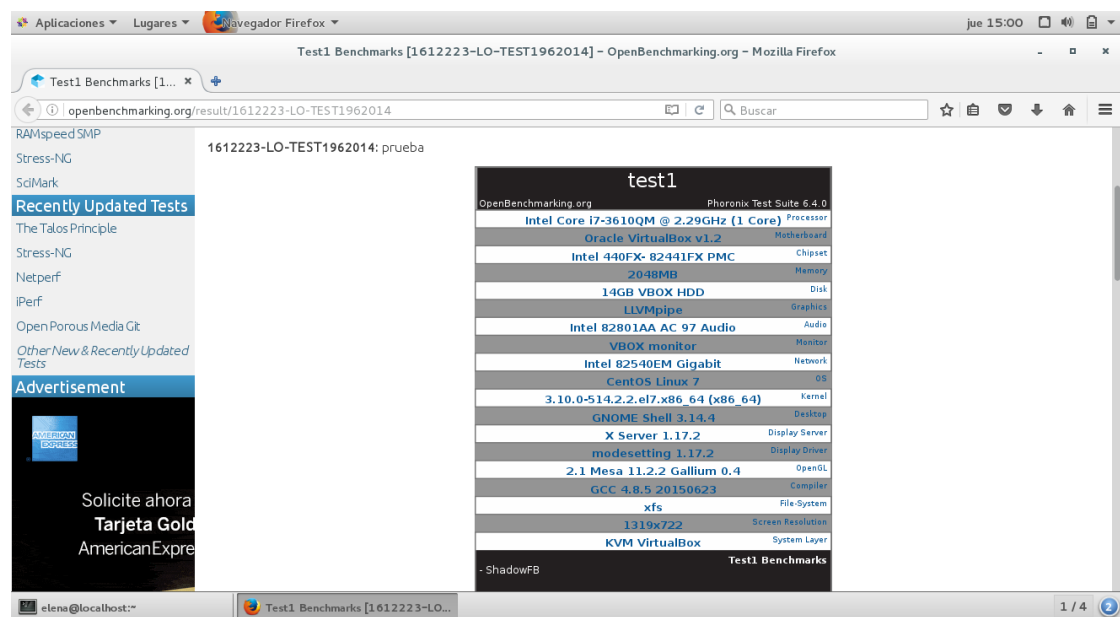 Aplicaciones Lugares Navegador Firefox jue 15:00
Test1 Benchmarks [1612223-LO-TEST1962014] - OpenBenchmarking.org - Mozilla Firefox
Test1 Benchmarks [1...
openbenchmarking.org/result/1612223-LO-TEST1962014 Buscar
RAMspeed SMP
Stress-NG
SciMark
Recently Updated Tests
The Talos Principle
Stress-NG
Netperf
iPerf
Open Porous Media Git
Other New & Recently Updated
Tests
Advertisement
AMERICAN
EXPRESS
Solicite ahora
Tarjeta Gold
AmericanExpre
1612223-LO-TEST1962014: prueba
test1
OpenBenchmarking.org Phoronix Test Suite 6.4.0
Intel Core i7-3610QM @ 2.29GHz (1 Core) Processor
Oracle VirtualBox v1.2 Motherboard
Intel 440FX- 82441FX PMC Chipset
2048MB Memory
14GB VBOX HDD Disk
LLVMpipe Graphics
Intel 82801AA AC 97 Audio Audio
VBOX monitor Monitor
Intel 82540EM Gigabit Network
CentOS Linux 7 OS
3.10.0-514.2.2.el7.x86_64 (x86_64) Kernel
GNOME Shell 3.14.4 Desktop
X Server 1.17.2 Display Server
modesetting 1.17.2 Display Driver
2.1 Mesa 11.2.2 Gallium 0.4 OpenGL
GCC 4.8.5 20150623 Compiler
xfs File-System
1319x722 Screen Resolution
KVM VirtualBox System Layer
Test1 Benchmarks
- ShadowFB
elena@localhost:~ Test1 Benchmarks [1612223-LO... 1 / 4 2